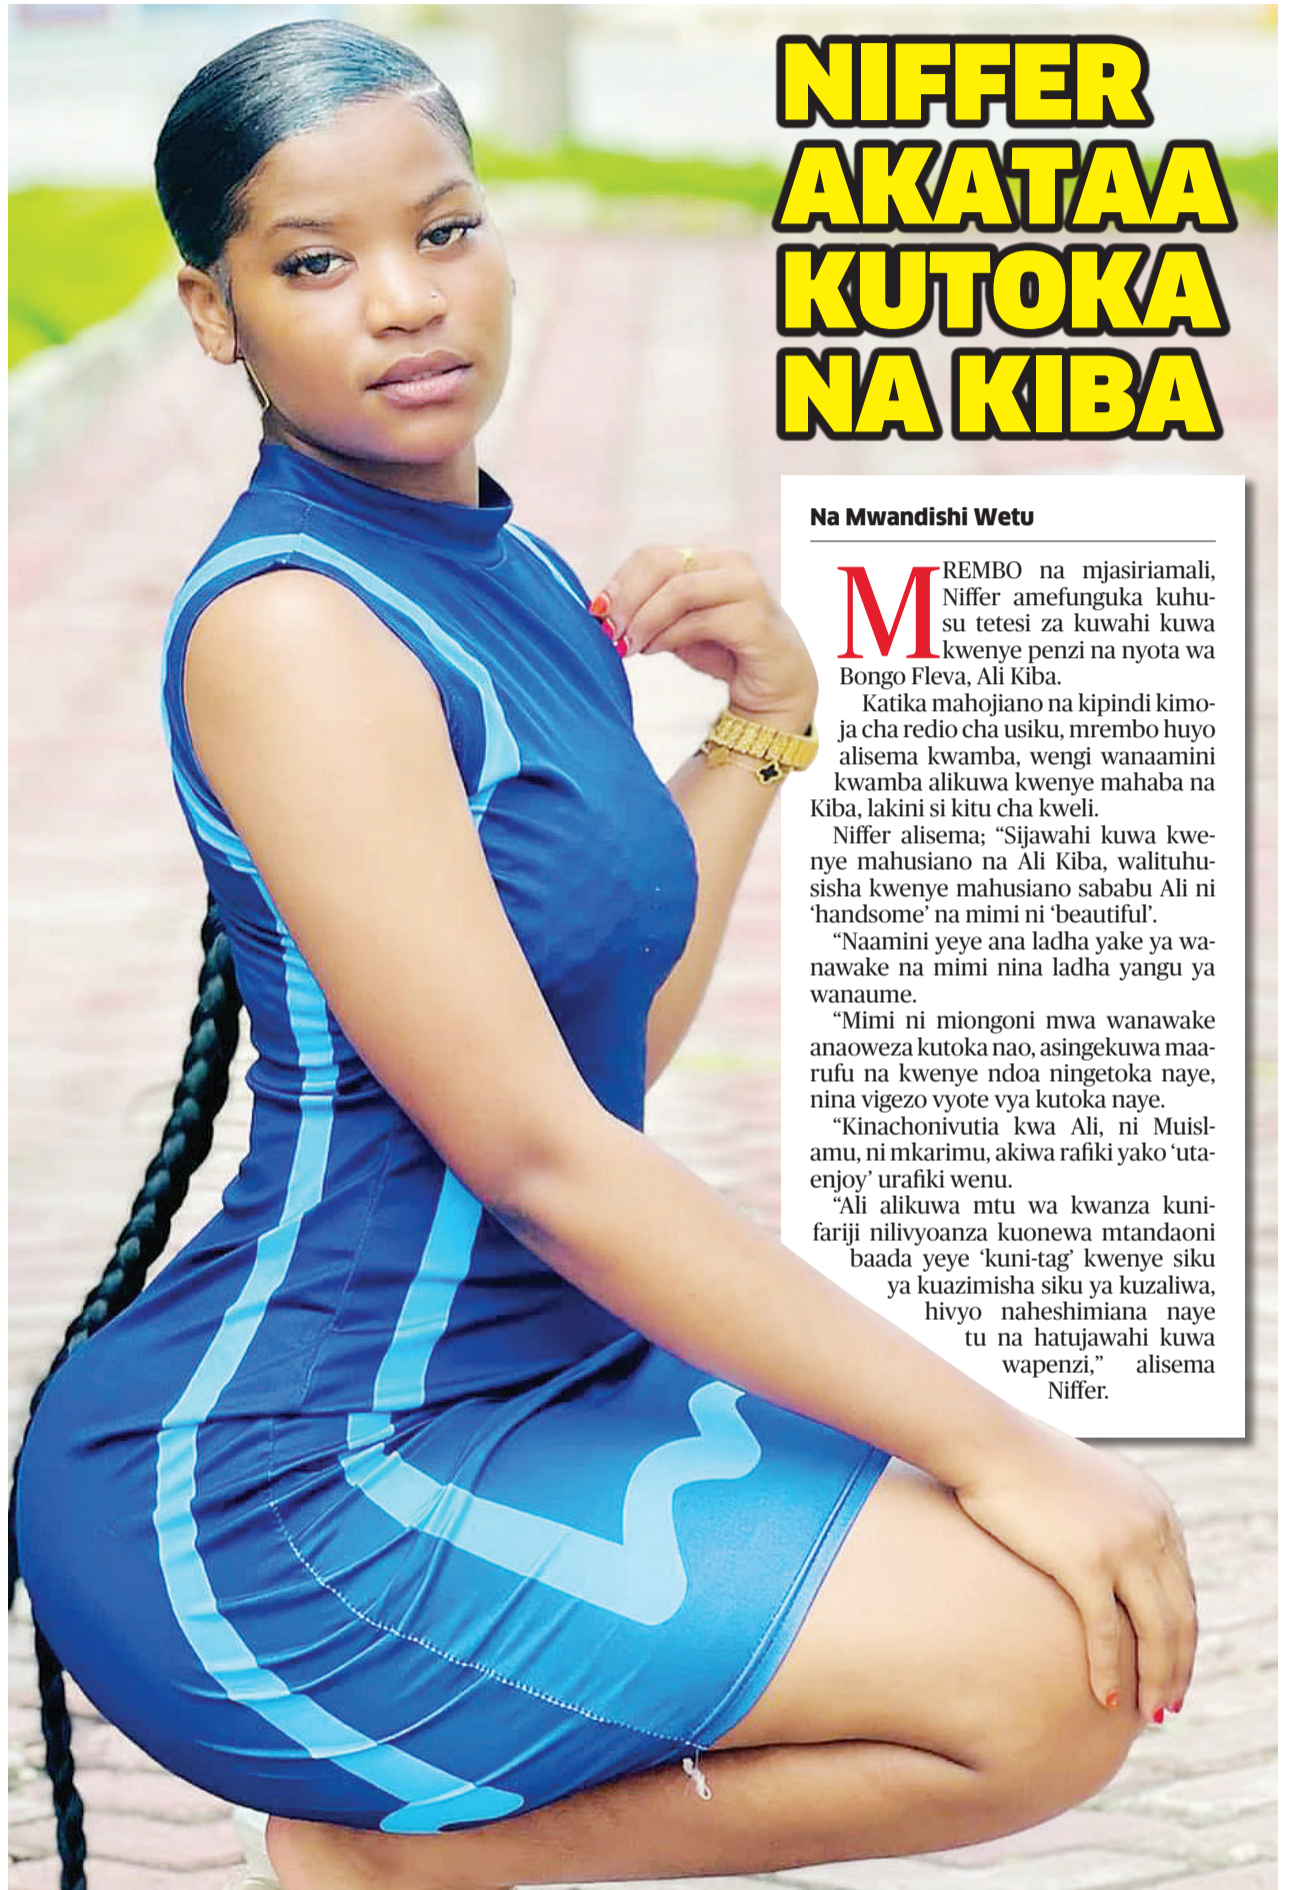 NIFFER
AKATAA
KUTOKA
NA KIBA
Na Mwandishi Wetu
MREMBO na mjasiriamali,
Niffer amefunguka kuhu-
su tetesi za kuwahi kuwa
kwenye penzi na nyota wa
Bongo Fleva, Ali Kiba.
Katika mahojiano na kipindi kimo-
ja cha redio cha usiku, mrembo huyo
alisema kwamba, wengi wanaamini
kwamba alikuwa kwenye mahaba na
Kiba, lakini si kitu cha kweli.
Niffer alisema; “Sijawahi kuwa kwe-
nye mahusiano na Ali Kiba, walituhu-
sisha kwenye mahusiano sababu Ali ni
‘handsome’ na mimi ni ‘beautiful’.
“Naamini yeye ana ladha yake ya wa-
nawake na mimi nina ladha yangu ya
wanaume.
“Mimi ni miongoni mwa wanawake
anaoweza kutoka nao, asingekuwa maa-
rufu na kwenye ndoa ningetoka naye,
nina vigezo vyote vya kutoka naye.
“Kinachonivutia kwa Ali, ni Muisl-
amu, ni mkarimu, akiwa rafiki yako ‘uta-
enjoy’ urafiki wenu.
“Ali alikuwa mtu wa kwanza kuni-
fariji nilivyoanza kuonewa mtandaoni
baada yeye ‘kuni-tag’ kwenye siku
ya kuazimisha siku ya kuzaliwa,
hivyo naheshimiana naye
tu na hatujawahi kuwa
wapenzi,” alisema
Niffer.